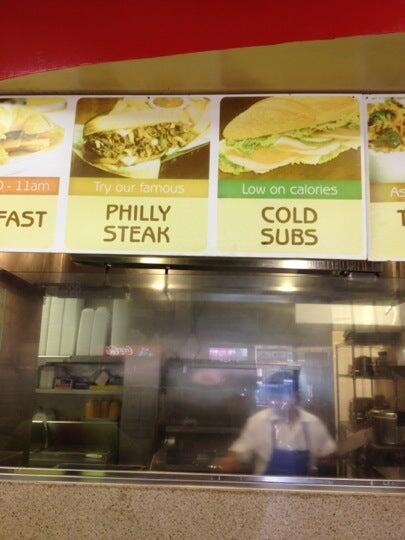 - 11am
FAST
Try our famous
PHILLY
STEAK
Low on calories
COLD
SUBS